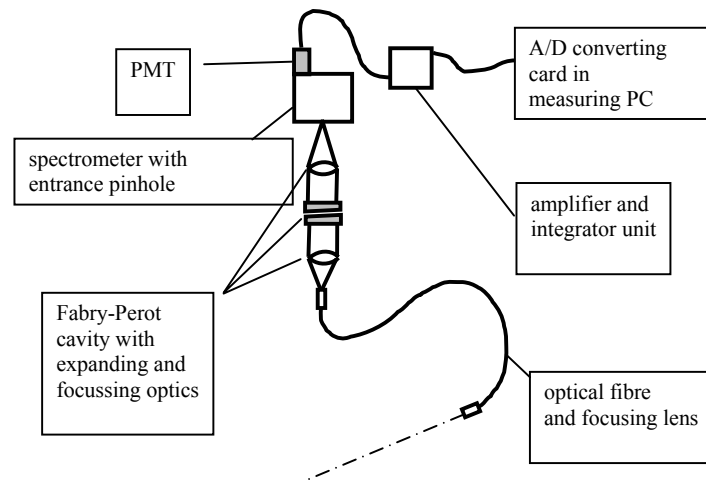 PMT
A/D converting
card in
measuring PC
spectrometer with
entrance pinhole
amplifier and
integrator unit
Fabry-Perot
cavity with
expanding and
focussing optics
optical fibre
and focusing lens